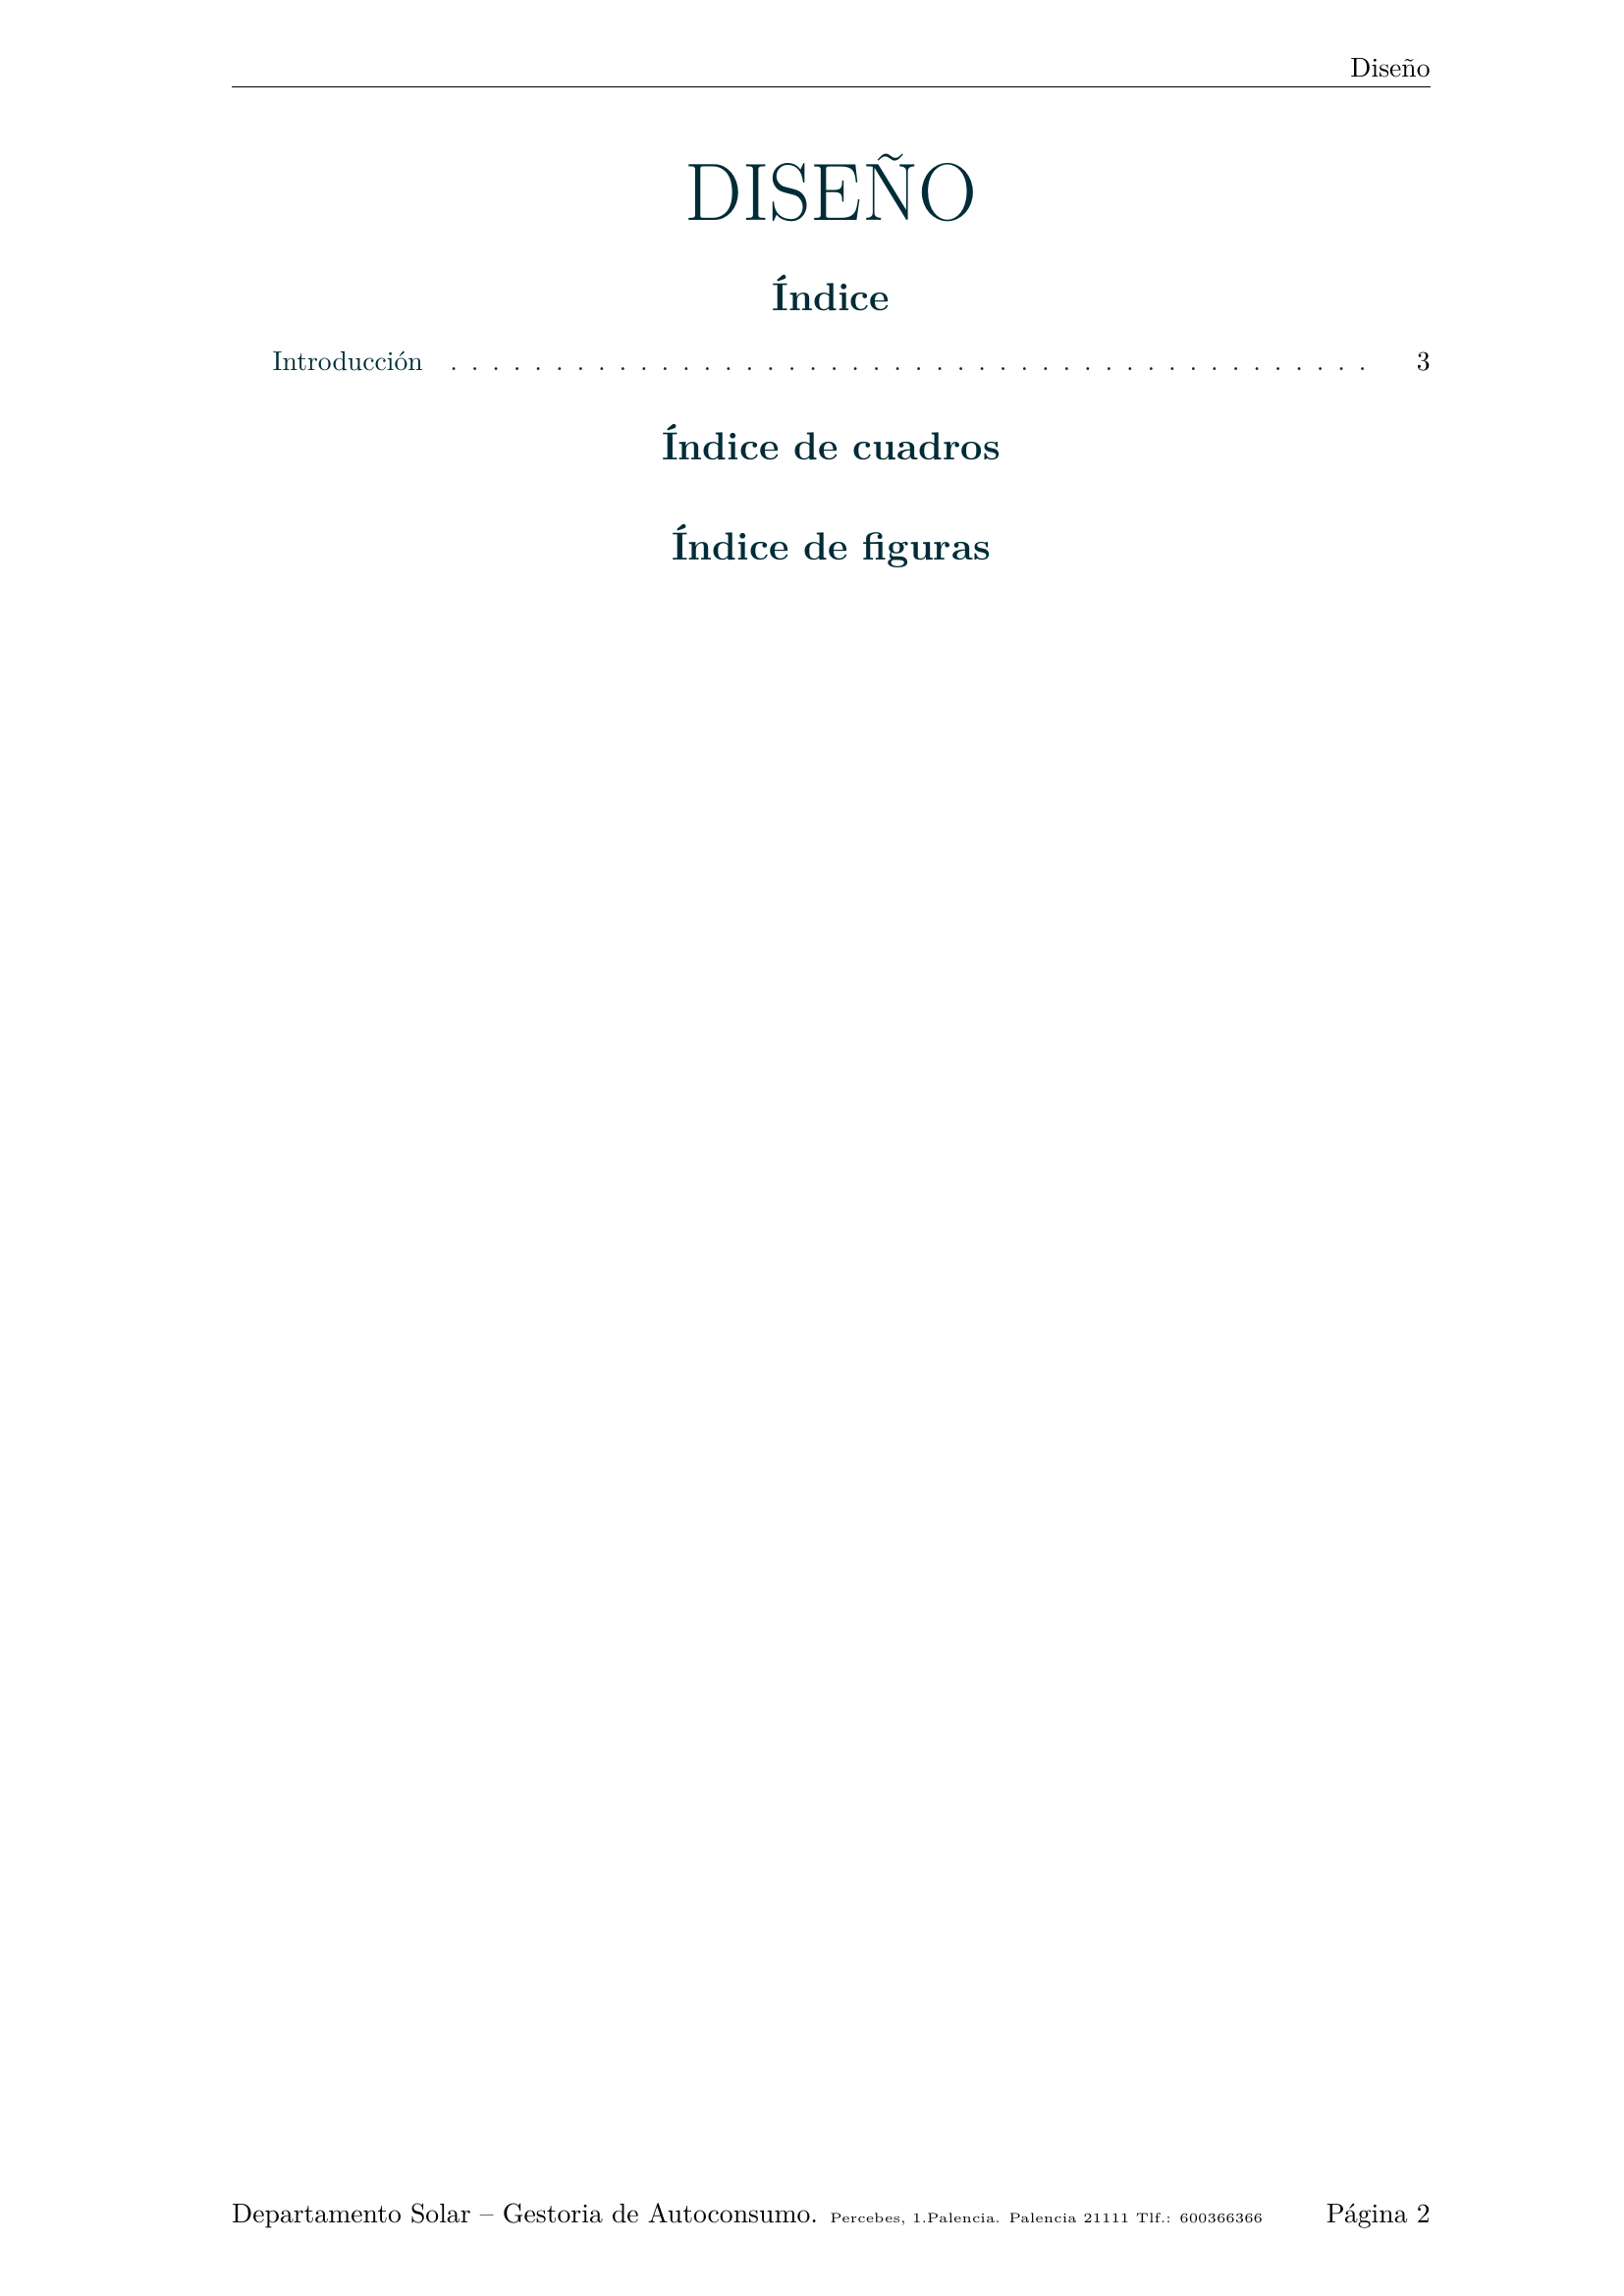 Diseño
DISEÑO
Índice
Introducción . . . . . . . . . . . . . . . . . . . . . . . . . . . . . . . . . . . . . . . . . . . . 3
Índice de cuadros
Índice de figuras
Departamento Solar – Gestoria de Autoconsumo. Percebes, 1.Palencia. Palencia 21111 Tlf.: 600366366 Página 2